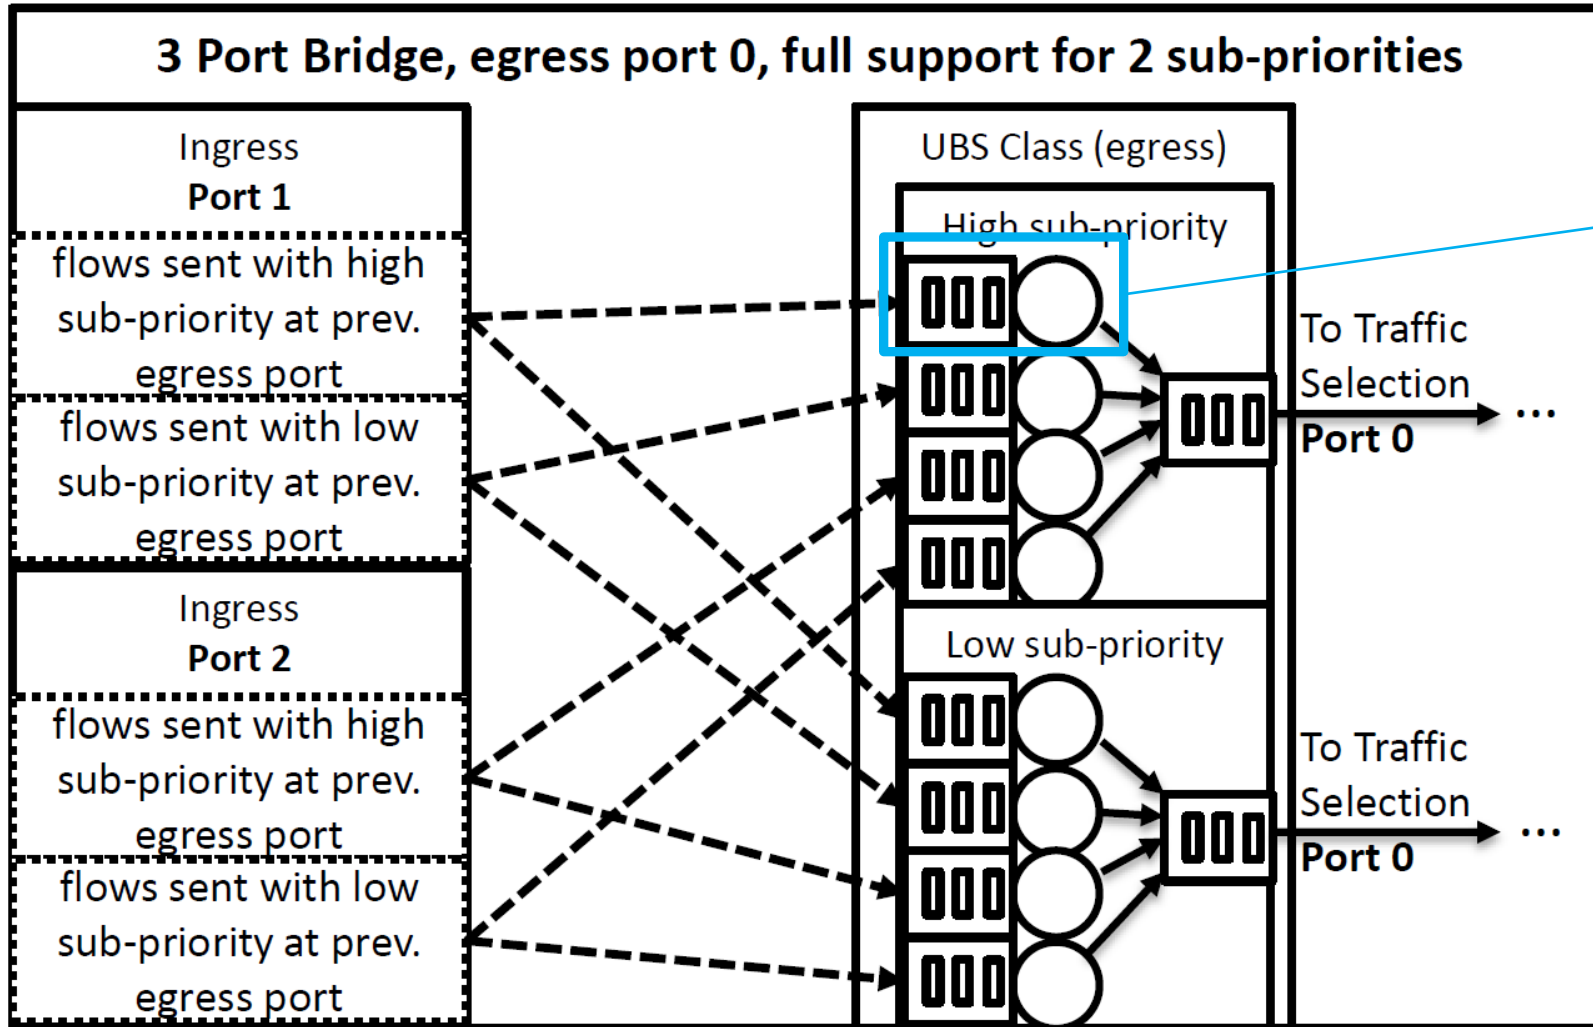 3 Port Bridge, egress port 0, full support for 2 sub-priorities
Ingress
Port 1
flows sent with high
sub-priority at prev.
egress port
flows sent with low
sub-priority at prev.
egress port
Ingress
Port 2
flows sent with high
sub-priority at prev.
egress port
flows sent with low
sub-priority at prev.
egress port
UBS Class (egress)
High sub-priority
Low sub-priority
To Traffic
Selection
Port 0
...
To Traffic
Selection
Port 0
...